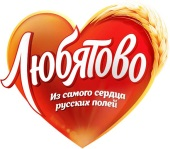 Любятово
Из самого сердца
русских полей